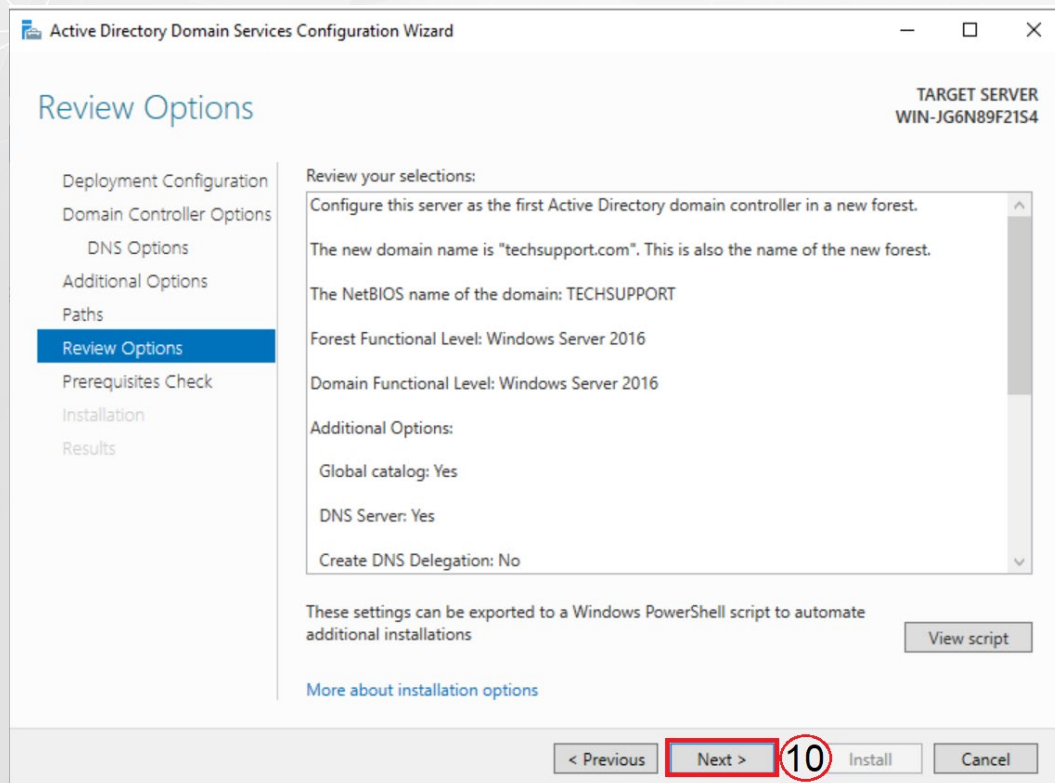 Active Directory Domain Services Configuration Wizard
Review Options
TARGET SERVER
WIN-JG6N89F21S4
Deployment Configuration
Domain Controller Options
DNS Options
Additional Options
Paths
Review Options
Prerequisites Check
Installation
Results
Review your selections:
Configure this server as the first Active Directory domain controller in a new forest.
The new domain name is "techsupport.com". This is also the name of the new forest.
The NetBIOS name of the domain: TECHSUPPORT
Forest Functional Level: Windows Server 2016
Domain Functional Level: Windows Server 2016
Additional Options:
Global catalog: Yes
DNS Server: Yes
Create DNS Delegation: No
These settings can be exported to a Windows PowerShell script to automate
additional installations
View script
More about installation options
< Previous Next > 10 Install Cancel